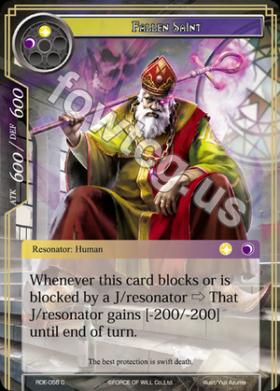 Fallen Saint
ATK 600/DEF 600
fowtcg.us
Resonator: Human
Whenever this card blocks or is
blocked by a J/resonator ⇨ That
J/resonator gains [-200/-200]
until end of turn.
The best protection is swift death.
RDE-056 C
©FORCE OF WILL Co.,Ltd.